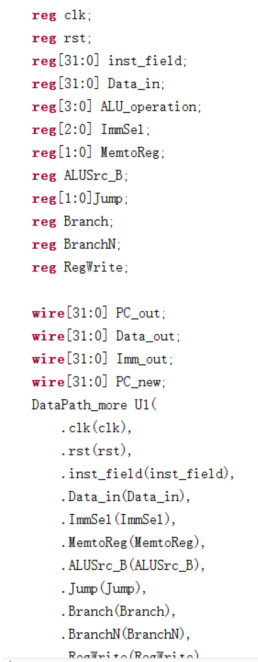 reg clk;
reg rst;
reg[31:0] inst_field;
reg[31:0] Data_in;
reg[3:0] ALU_operation;
reg[2:0] ImmSel;
reg[1:0] MemtoReg;
reg ALUSrc_B;
reg[1:0]Jump;
reg Branch;
reg BranchN;
reg RegWrite;
wire[31:0] PC_out;
wire[31:0] Data_out;
wire[31:0] Imm_out;
wire[31:0] PC_new;
DataPath_more U1(
.clk(clk),
.rst(rst),
.inst_field(inst_field),
.Data_in(Data_in),
.ImmSel(ImmSel),
.MemtoReg(MemtoReg),
.ALUSrc_B(ALUSrc_B),
.Jump(Jump),
.Branch(Branch),
.BranchN(BranchN),
.RegWrite(RegWrite)